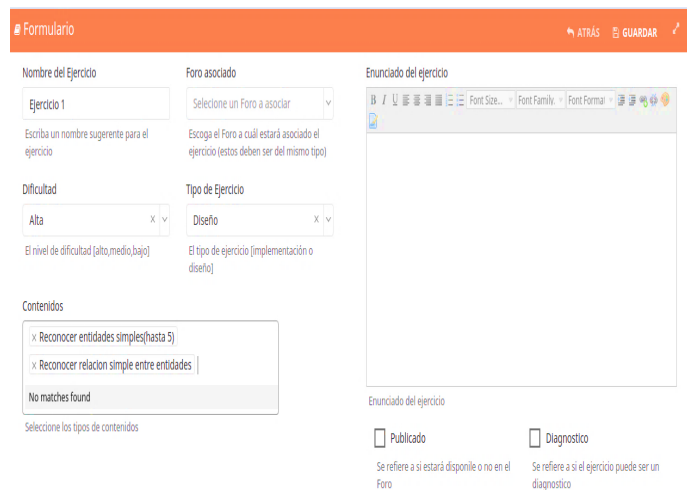 Formulario
ATRÁS GUARDAR
Nombre del Ejercicio
Ejercicio 1
Escriba un nombre sugerente para el
ejercicio
Foro asociado
Selecione un Foro a asociar
Escoga el Foro a cuál estará asociado el
ejercicio (estos deben ser del mismo tipo)
Dificultad
Alta
El nivel de dificultad [alto,medio,bajo]
Tipo de Ejercicio
Diseño
El tipo de ejercicio [implementación o
diseño]
Contenidos
× Reconocer entidades simples(hasta 5)
× Reconocer relacion simple entre entidades
No matches found
Seleccione los tipos de contenidos
Enunciado del ejercicio
B I U Font Size... Font Family. Font Format
Enunciado del ejercicio
Publicado
Se refiere a si estará disponile o no en el
Foro
Diagnostico
Se refiere a si el ejercicio puede ser un
diagnostico